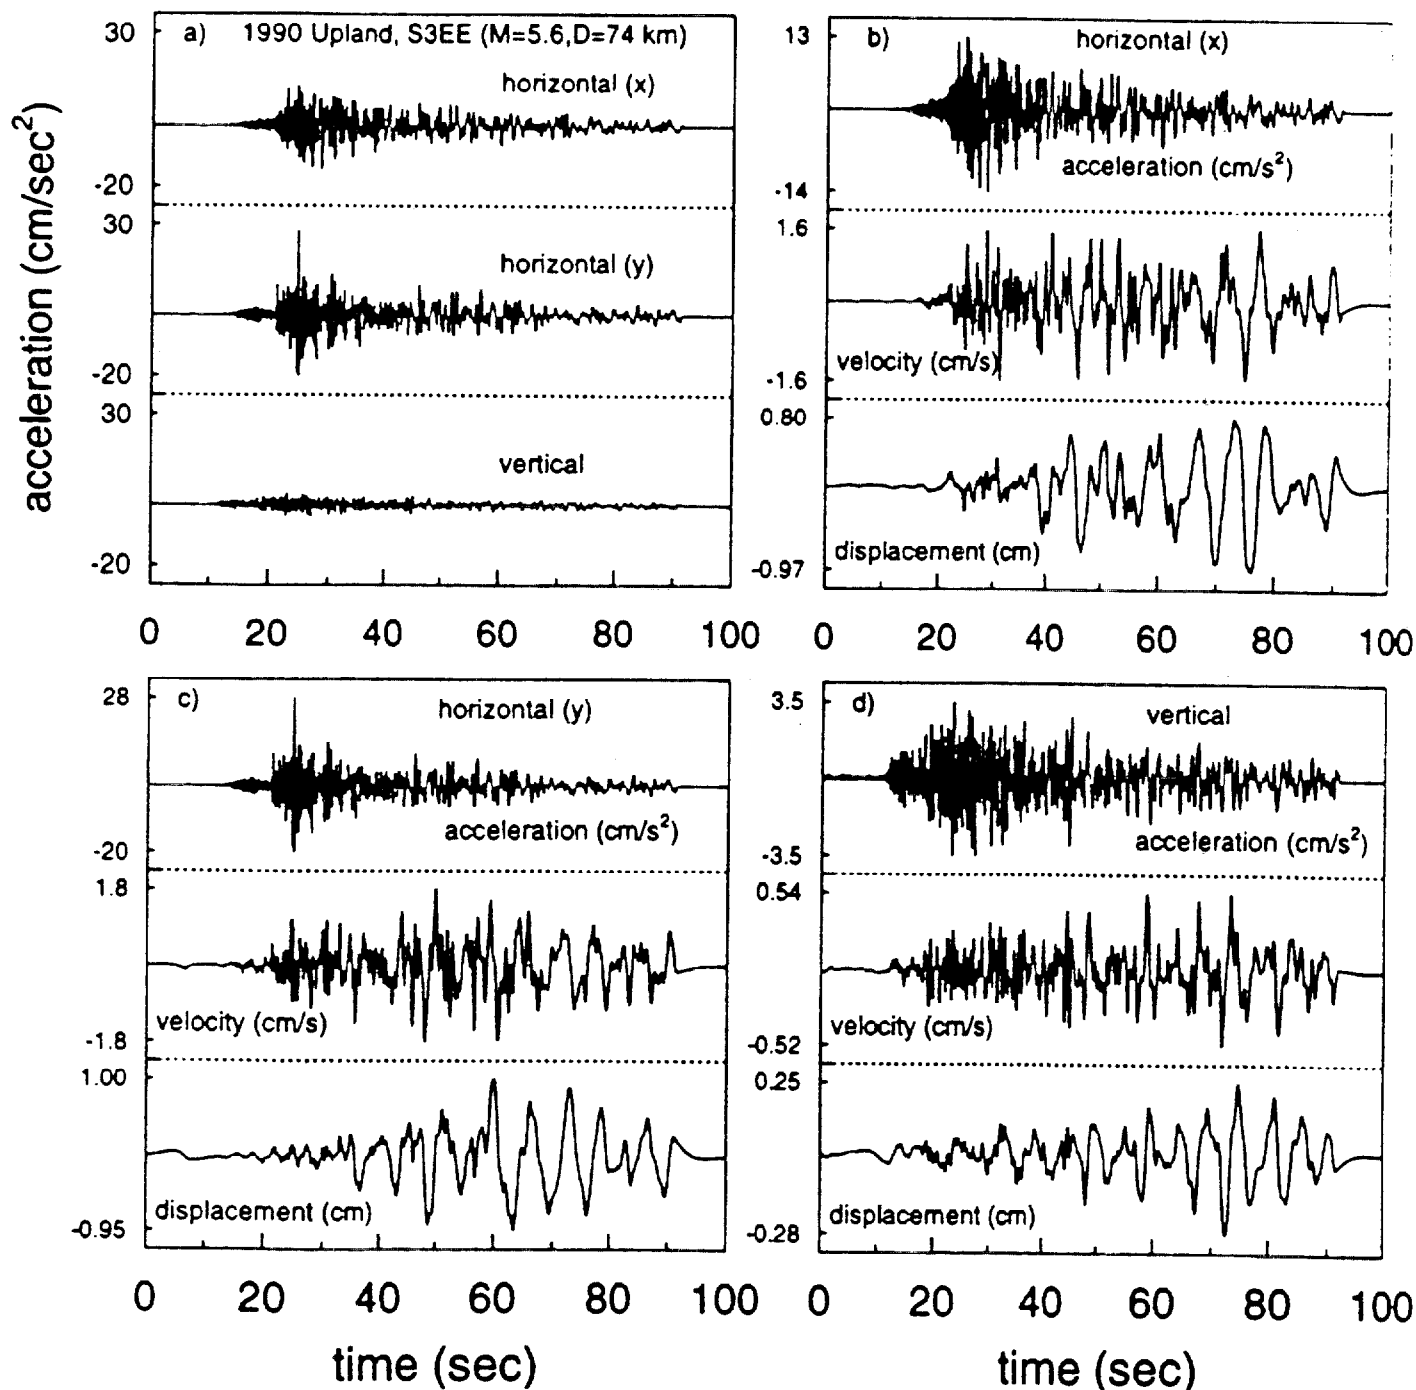 a) 1990 Upland, S3EE (M=5.6,D=74 km)
30
horizontal (x)
-20
30
horizontal (y)
-20
30
vertical
-20
acceleration (cm/sec²)
0 20 40 60 80 100
b) horizontal (x)
13
acceleration (cm/s²)
-14
1.6
velocity (cm/s)
-1.6
0.80
displacement (cm)
-0.97
0 20 40 60 80 100
c) horizontal (y)
28
acceleration (cm/s²)
-20
1.8
velocity (cm/s)
-1.8
1.00
displacement (cm)
-0.95
0 20 40 60 80 100
time (sec)
d) vertical
3.5
acceleration (cm/s²)
-3.5
0.54
velocity (cm/s)
-0.52
0.25
displacement (cm)
-0.28
0 20 40 60 80 100
time (sec)